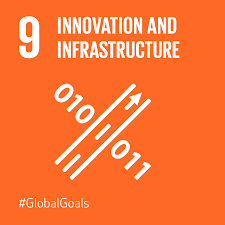 9 INNOVATION AND
INFRASTRUCTURE
010
011
#GlobalGoals